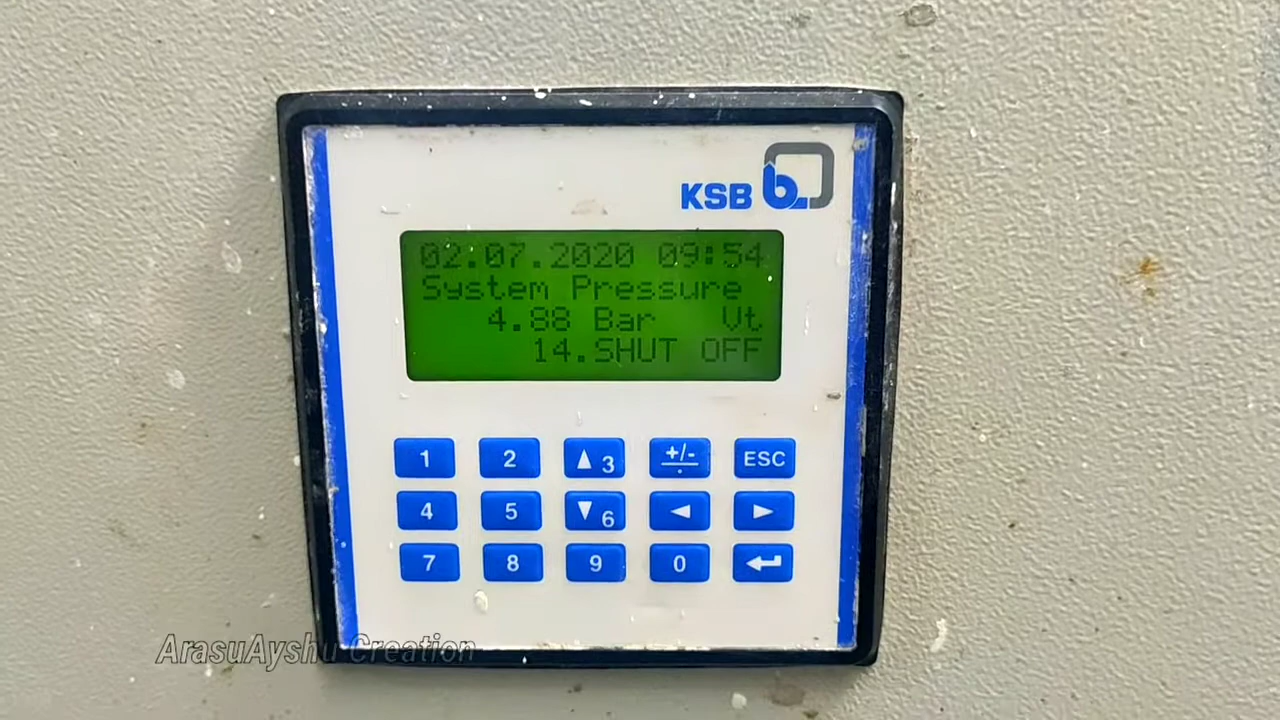 KSB
02.07.2020 09:54
System Pressure
4.88 Bar Vt
14.SHUT OFF
1 2 ▲3 +/- . ESC
4 5 ▼6 ◄ ►
7 8 9 0 ↵
ArasuAyshu Creation